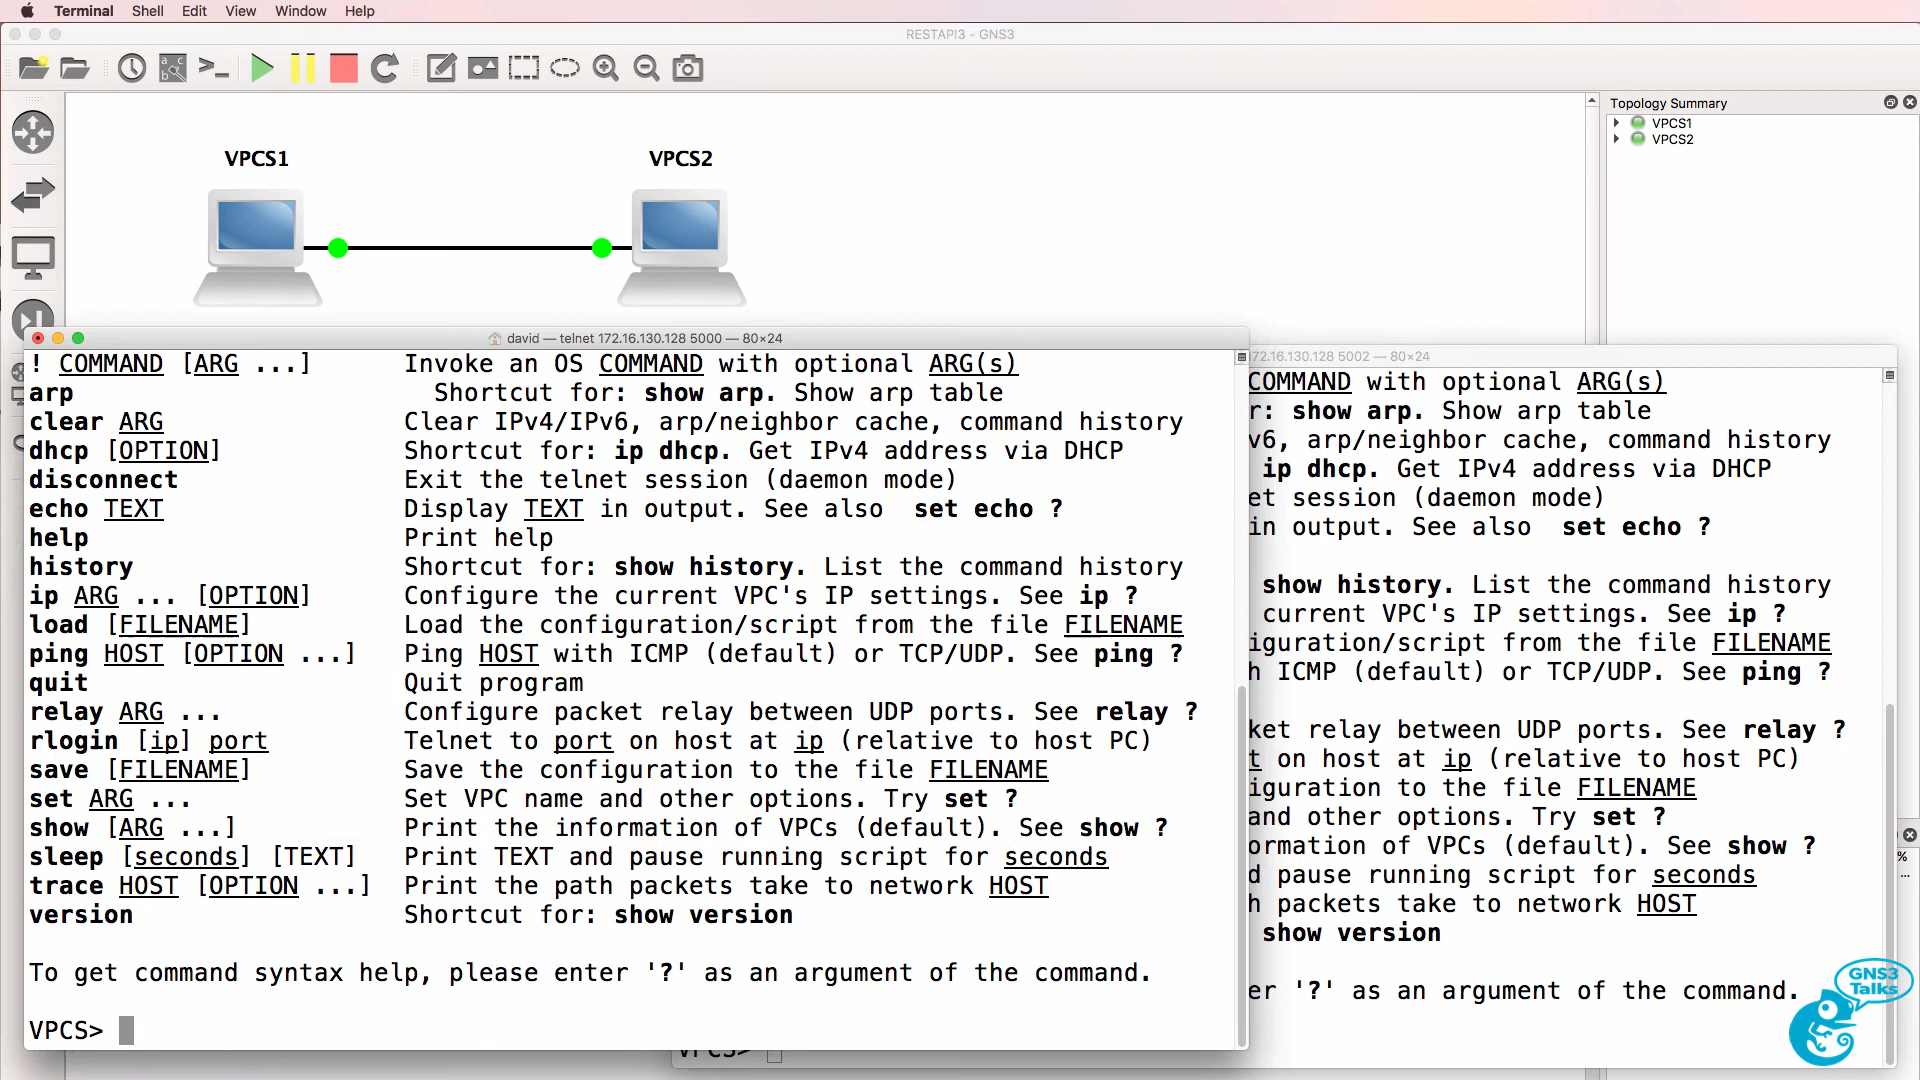 Terminal Shell Edit View Window Help
RESTAPI3 - GNS3
Topology Summary
VPCS1
VPCS2
VPCS1
VPCS2
david — telnet 172.16.130.128 5000 — 80×24
! COMMAND [ARG ...] Invoke an OS COMMAND with optional ARG(s)
arp Shortcut for: show arp. Show arp table
clear ARG Clear IPv4/IPv6, arp/neighbor cache, command history
dhcp [OPTION] Shortcut for: ip dhcp. Get IPv4 address via DHCP
disconnect Exit the telnet session (daemon mode)
echo TEXT Display TEXT in output. See also set echo ?
help Print help
history Shortcut for: show history. List the command history
ip ARG ... [OPTION] Configure the current VPC's IP settings. See ip ?
load [FILENAME] Load the configuration/script from the file FILENAME
ping HOST [OPTION ...] Ping HOST with ICMP (default) or TCP/UDP. See ping ?
quit Quit program
relay ARG ... Configure packet relay between UDP ports. See relay ?
rlogin [ip] port Telnet to port on host at ip (relative to host PC)
save [FILENAME] Save the configuration to the file FILENAME
set ARG ... Set VPC name and other options. Try set ?
show [ARG ...] Print the information of VPCs (default). See show ?
sleep [seconds] [TEXT] Print TEXT and pause running script for seconds
trace HOST [OPTION ...] Print the path packets take to network HOST
version Shortcut for: show version
To get command syntax help, please enter '?' as an argument of the command.
VPCS>
72.16.130.128 5002 — 80×24
COMMAND with optional ARG(s)
r: show arp. Show arp table
v6, arp/neighbor cache, command history
ip dhcp. Get IPv4 address via DHCP
et session (daemon mode)
in output. See also set echo ?
show history. List the command history
current VPC's IP settings. See ip ?
iguration/script from the file FILENAME
h ICMP (default) or TCP/UDP. See ping ?
ket relay between UDP ports. See relay ?
t on host at ip (relative to host PC)
iguration to the file FILENAME
and other options. Try set ?
ormation of VPCs (default). See show ?
d pause running script for seconds
h packets take to network HOST
show version
er '?' as an argument of the command.
VPCS>
%
...
GNS3
Talks